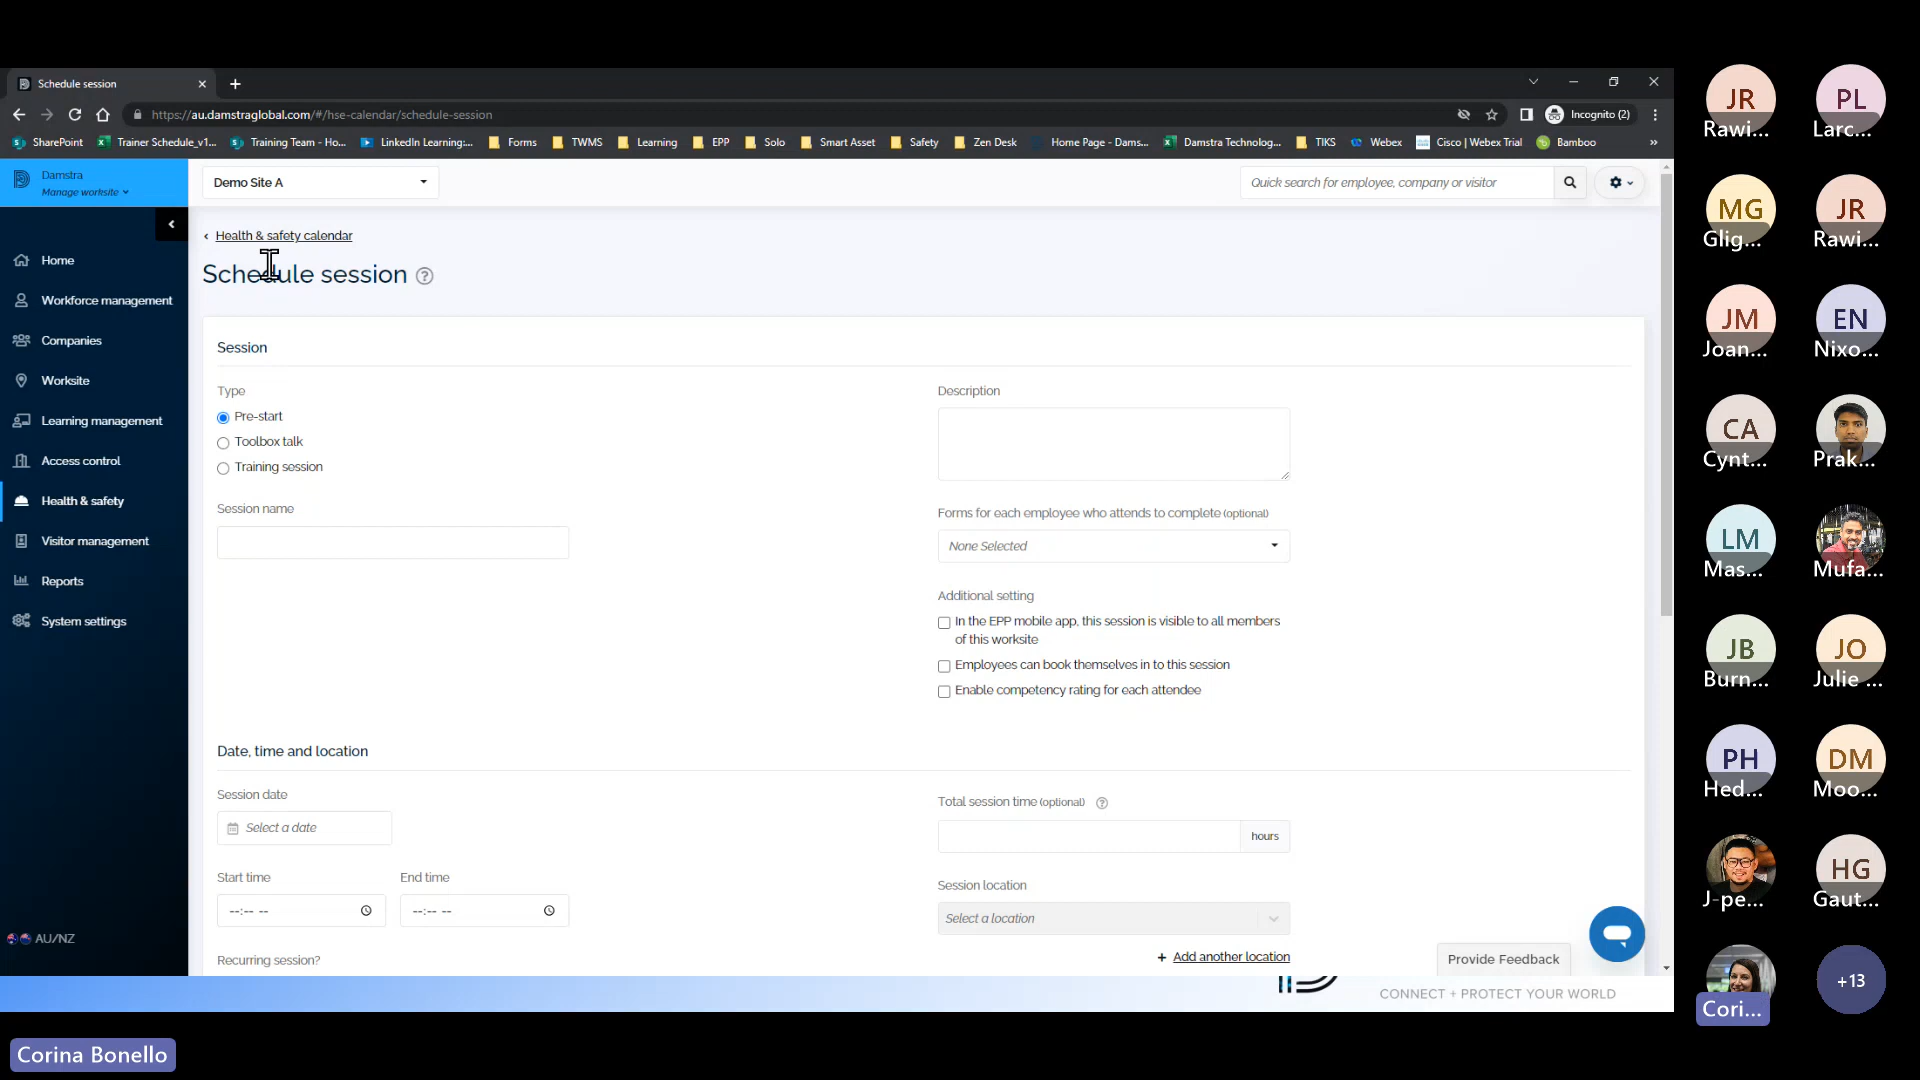 Schedule session
https://au.damstraglobal.com/#/hse-calendar/schedule-session
Incognito (2)
SharePoint
Trainer Schedule_v1...
Training Team - Ho...
LinkedIn Learning:...
Forms
TWMS
Learning
EPP
Solo
Smart Asset
Safety
Zen Desk
Home Page - Dams...
Damstra Technolog...
TIKS
Webex
Cisco | Webex Trial
Bamboo
»
Damstra
Manage worksite
Demo Site A
Quick search for employee, company or visitor
Home
Workforce management
Companies
Worksite
Learning management
Access control
Health & safety
Visitor management
Reports
System settings
AU/NZ
‹ Health & safety calendar
Schedule session ?
Session
Type
Pre-start
Toolbox talk
Training session
Session name
Description
Forms for each employee who attends to complete (optional)
None Selected
Additional setting
In the EPP mobile app, this session is visible to all members
of this worksite
Employees can book themselves in to this session
Enable competency rating for each attendee
Date, time and location
Session date
Select a date
Start time
End time
--:-- --
--:-- --
Recurring session?
Total session time (optional) ?
hours
Session location
Select a location
+ Add another location
Provide Feedback
CONNECT + PROTECT YOUR WORLD
Corina Bonello
JR
Rawi...
PL
Larc...
MG
Glig...
JR
Rawi...
JM
Joan...
EN
Nixo...
CA
Cynt...
Prak...
LM
Mas...
Mufa...
JB
Burn...
JO
Julie ...
PH
Hed...
DM
Moo...
J-pe...
HG
Gaut...
Cori...
+13